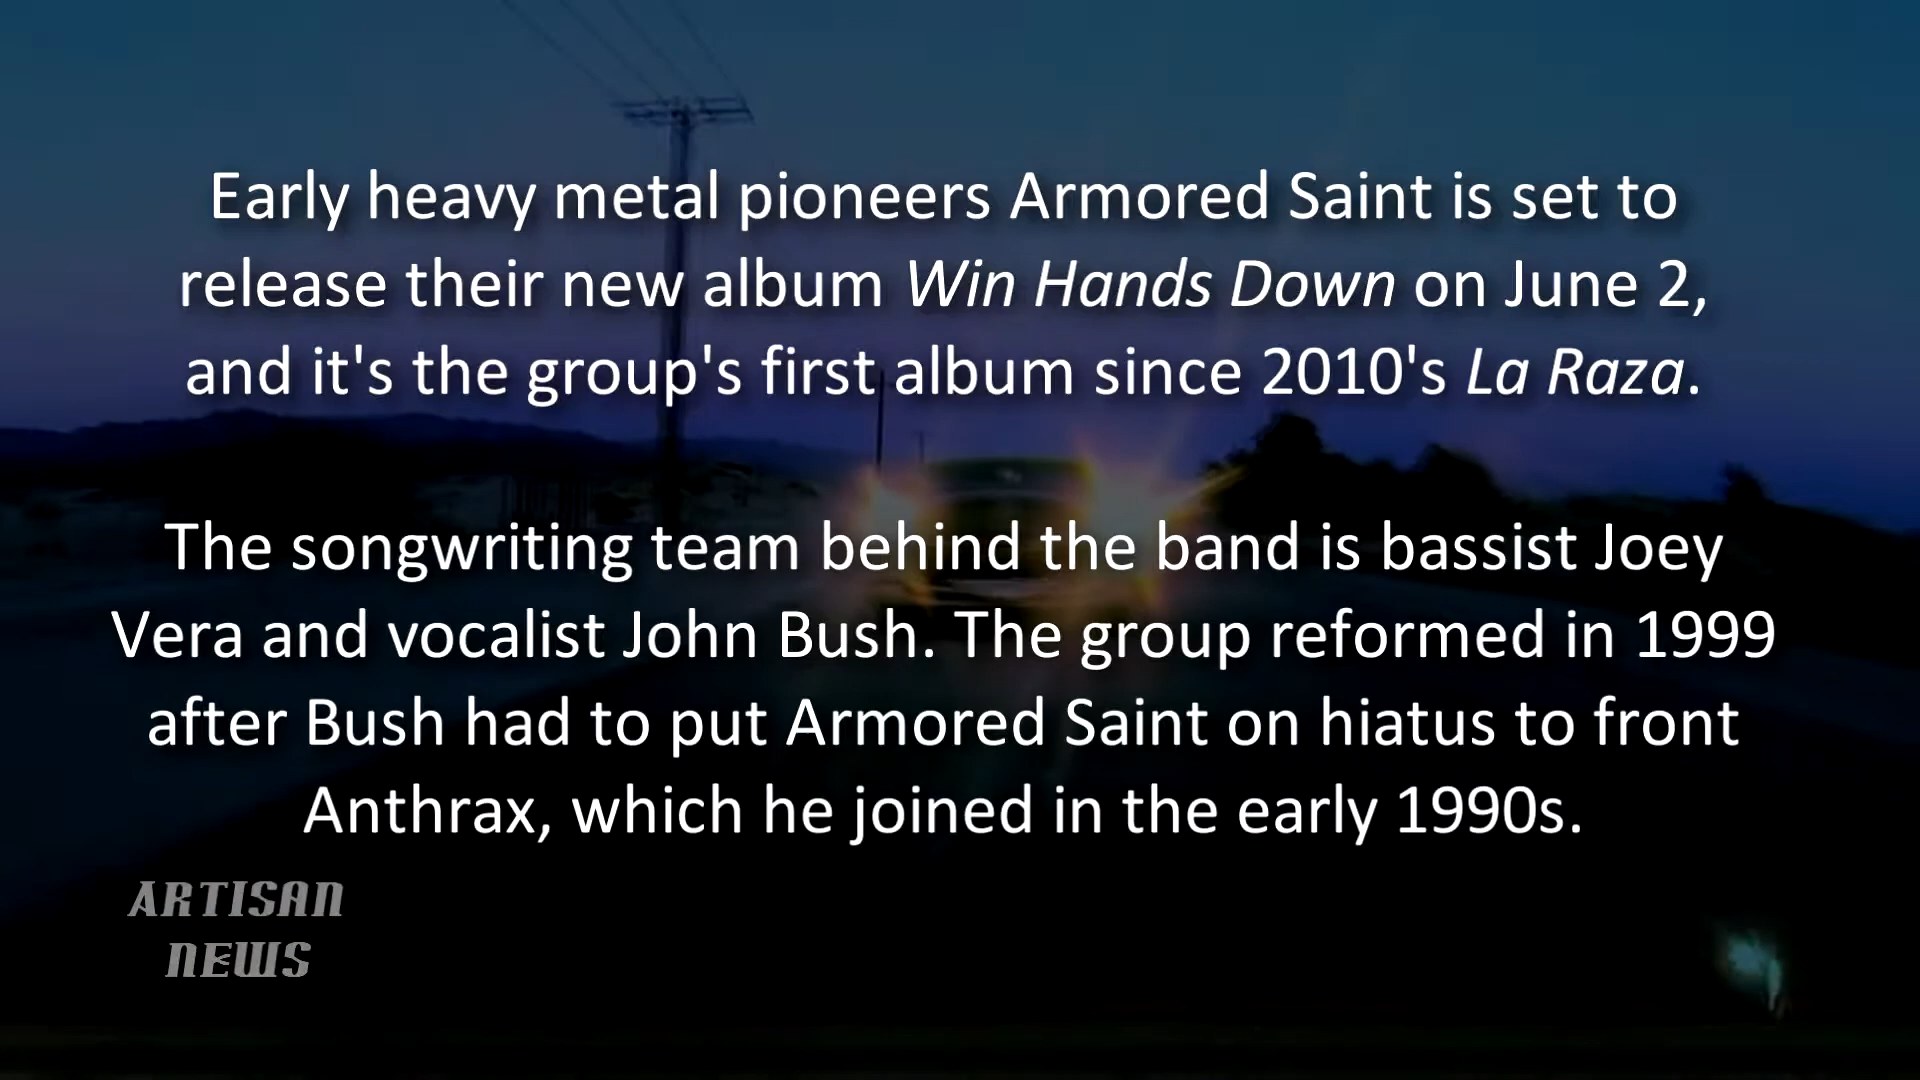 Early heavy metal pioneers Armored Saint is set to
release their new album Win Hands Down on June 2,
and it's the group's first album since 2010's La Raza.
The songwriting team behind the band is bassist Joey
Vera and vocalist John Bush. The group reformed in 1999
after Bush had to put Armored Saint on hiatus to front
Anthrax, which he joined in the early 1990s.
ARTISAN
NEWS